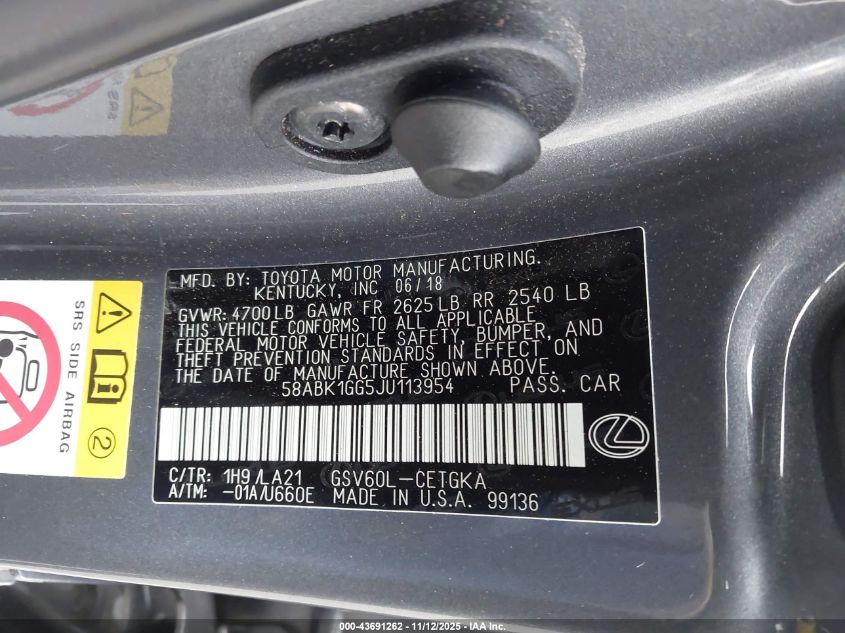 MFD. BY: TOYOTA MOTOR MANUFACTURING.
KENTUCKY, INC 06/18
GVWR: 4700LB GAWR FR 2625LB RR 2540 LB
THIS VEHICLE CONFORMS TO ALL APPLICABLE
FEDERAL MOTOR VEHICLE SAFETY, BUMPER, AND
THEFT PREVENTION STANDARDS IN EFFECT ON
THE DATE OF MANUFACTURE SHOWN ABOVE.
58ABK1GG5JU113954 PASS. CAR
C/TR: 1H9/LA21 GSV60L-CETGKA
A/TM: -01A/U660E MADE IN U.S.A. 99136
SRS SIDE AIRBAG
2
000-43691262 - 11/12/2025 - IAA Inc.